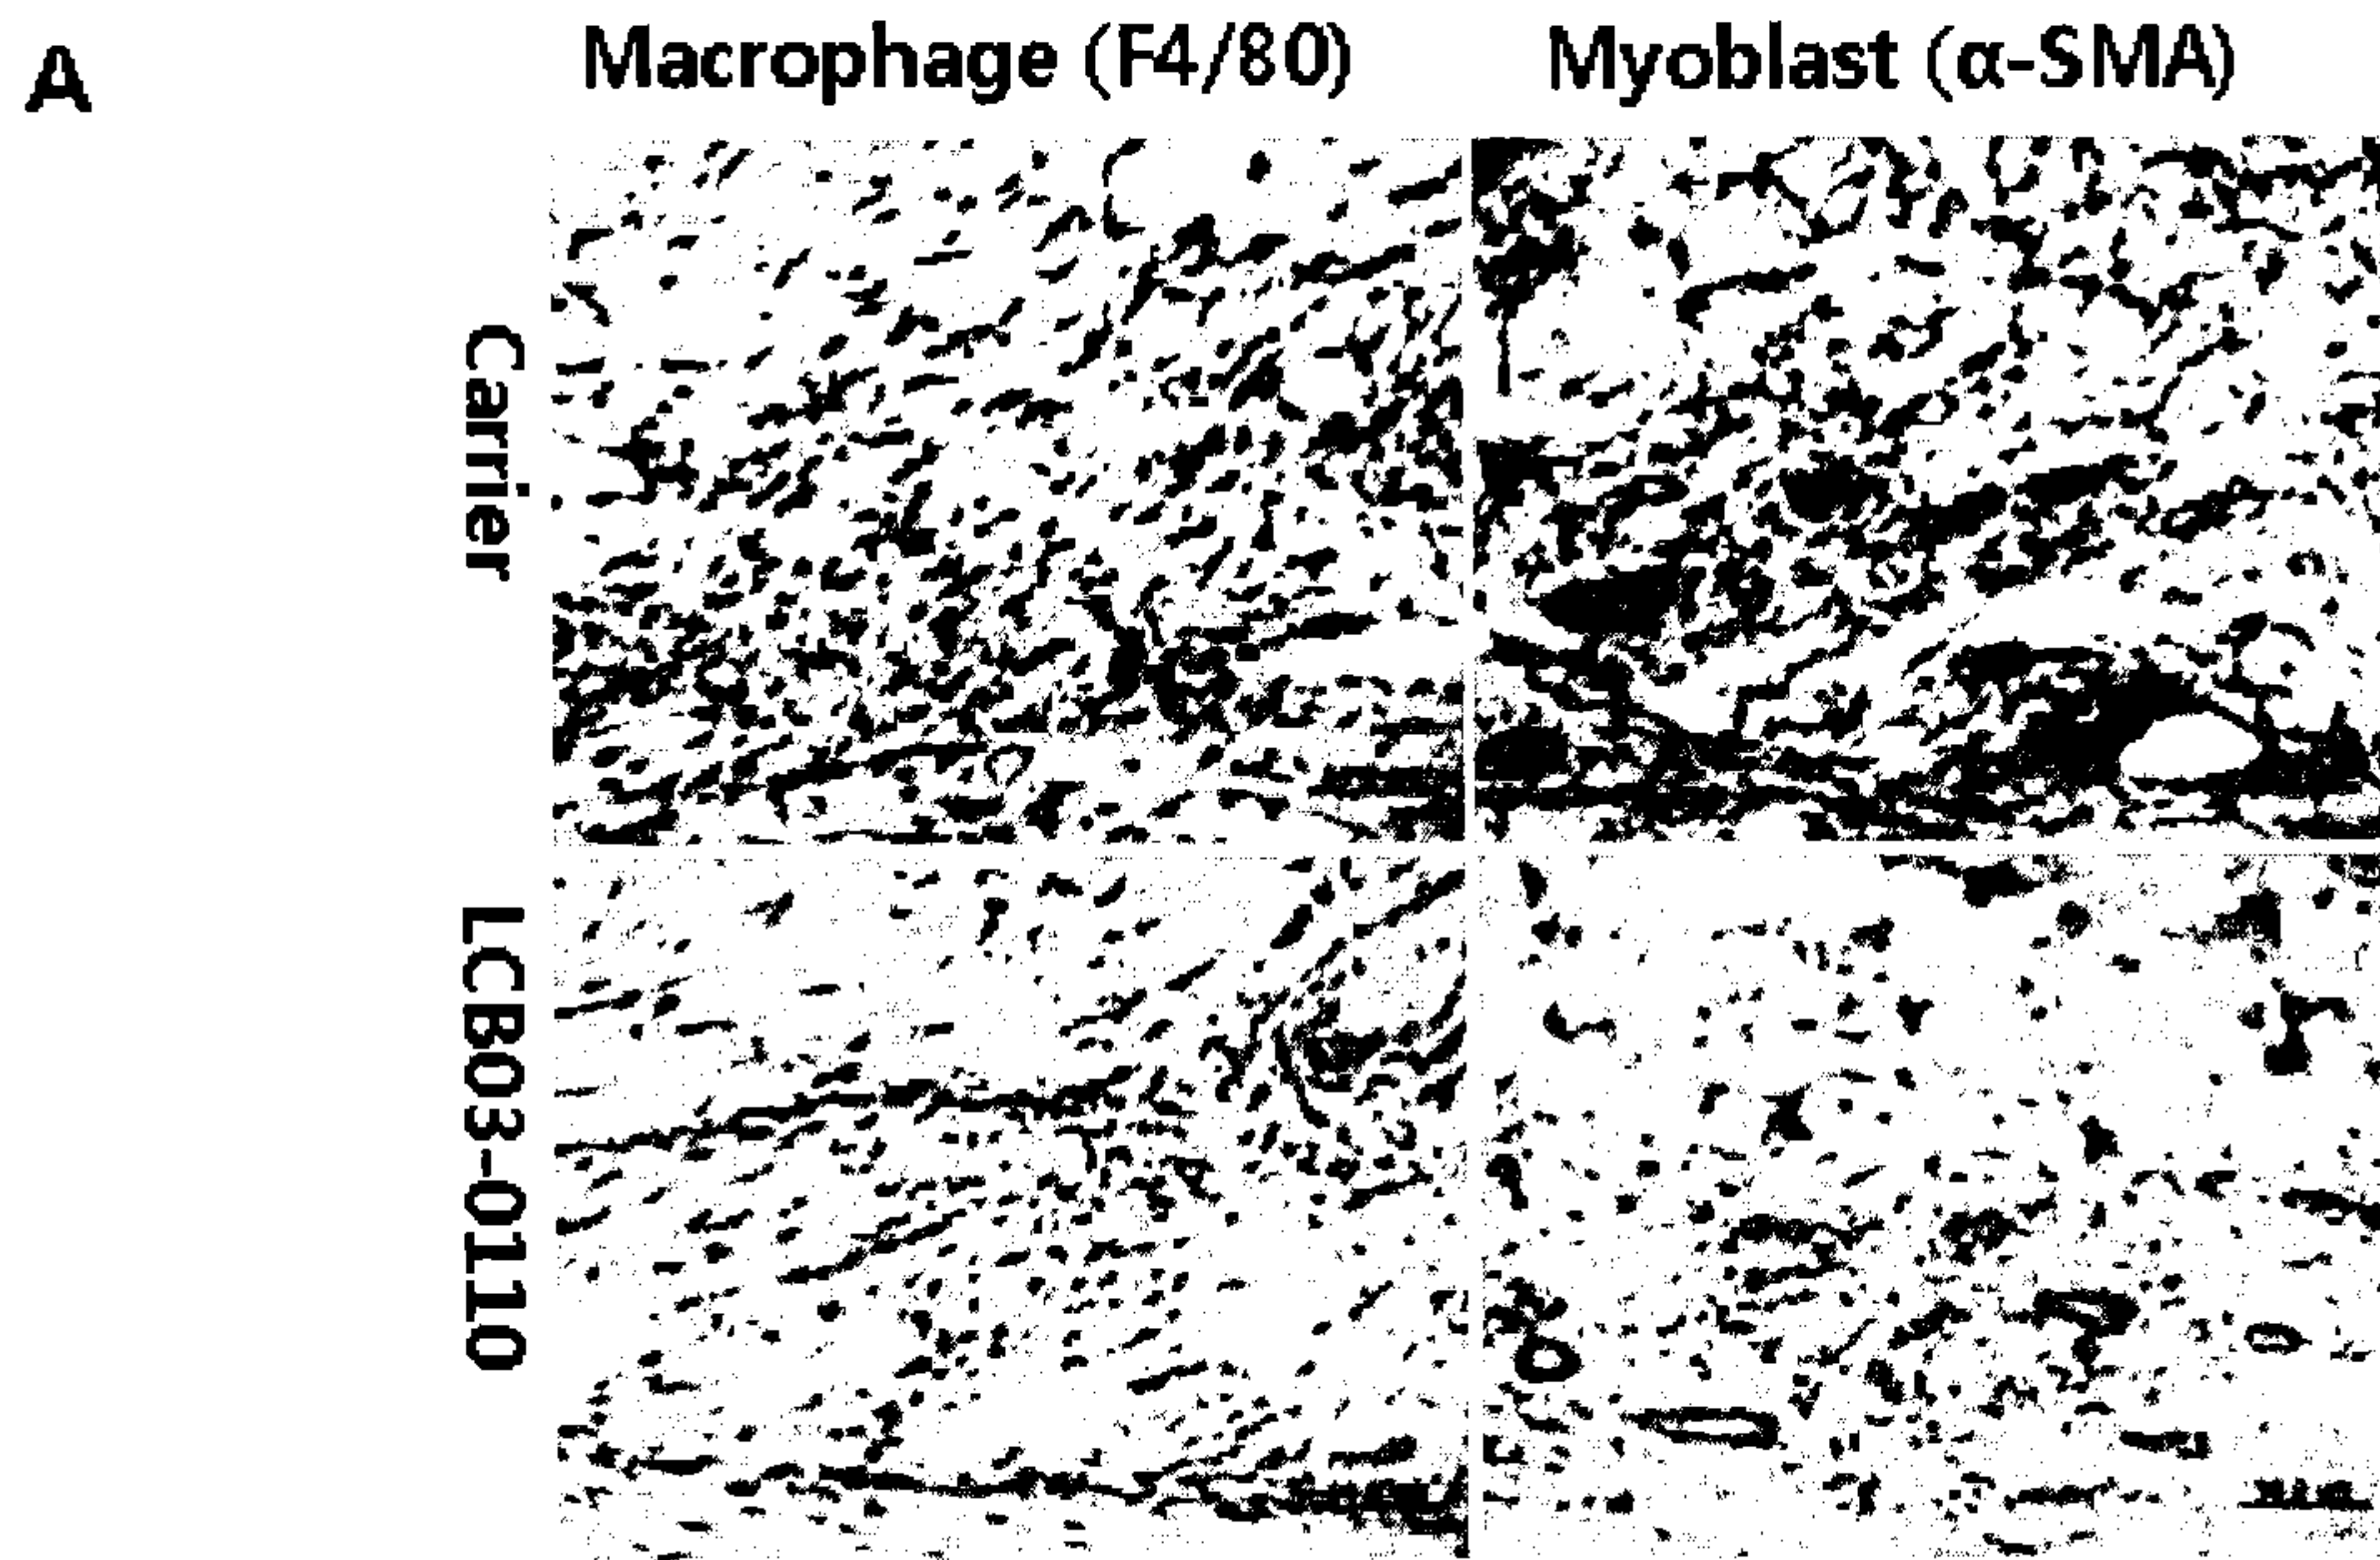 A
Macrophage (F4/80)
Myoblast (α-SMA)
Carrier
LCB03-0110